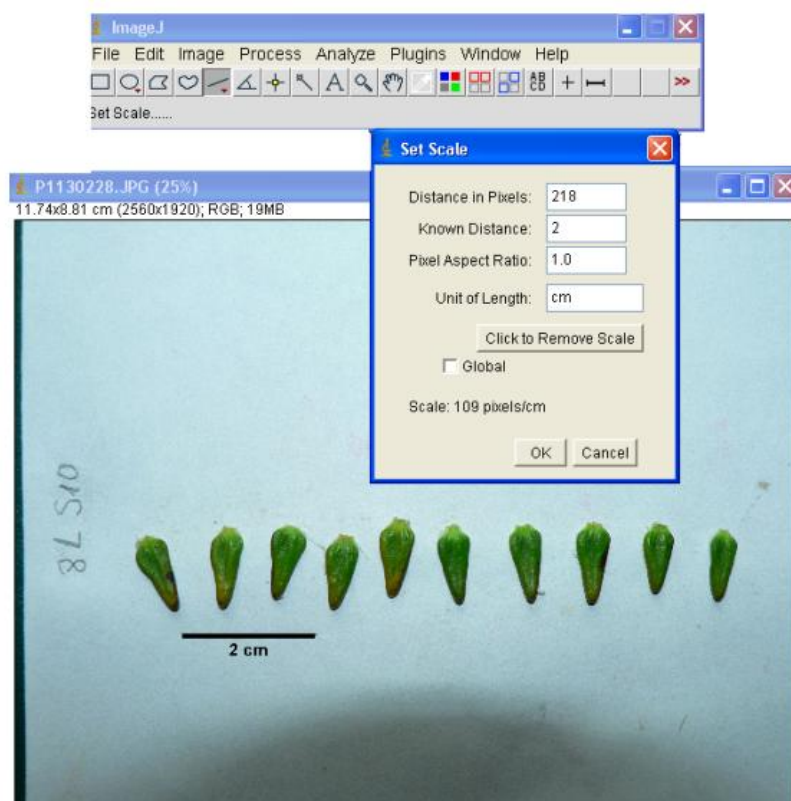 ImageJ
File Edit Image Process Analyze Plugins Window Help
A
AB
CD
>>
Set Scale......
Set Scale
P1130228.JPG (25%)
11.74x8.81 cm (2560x1920); RGB; 19MB
Distance in Pixels: 218
Known Distance: 2
Pixel Aspect Ratio: 1.0
Unit of Length: cm
Click to Remove Scale
Global
Scale: 109 pixels/cm
OK Cancel
2 cm